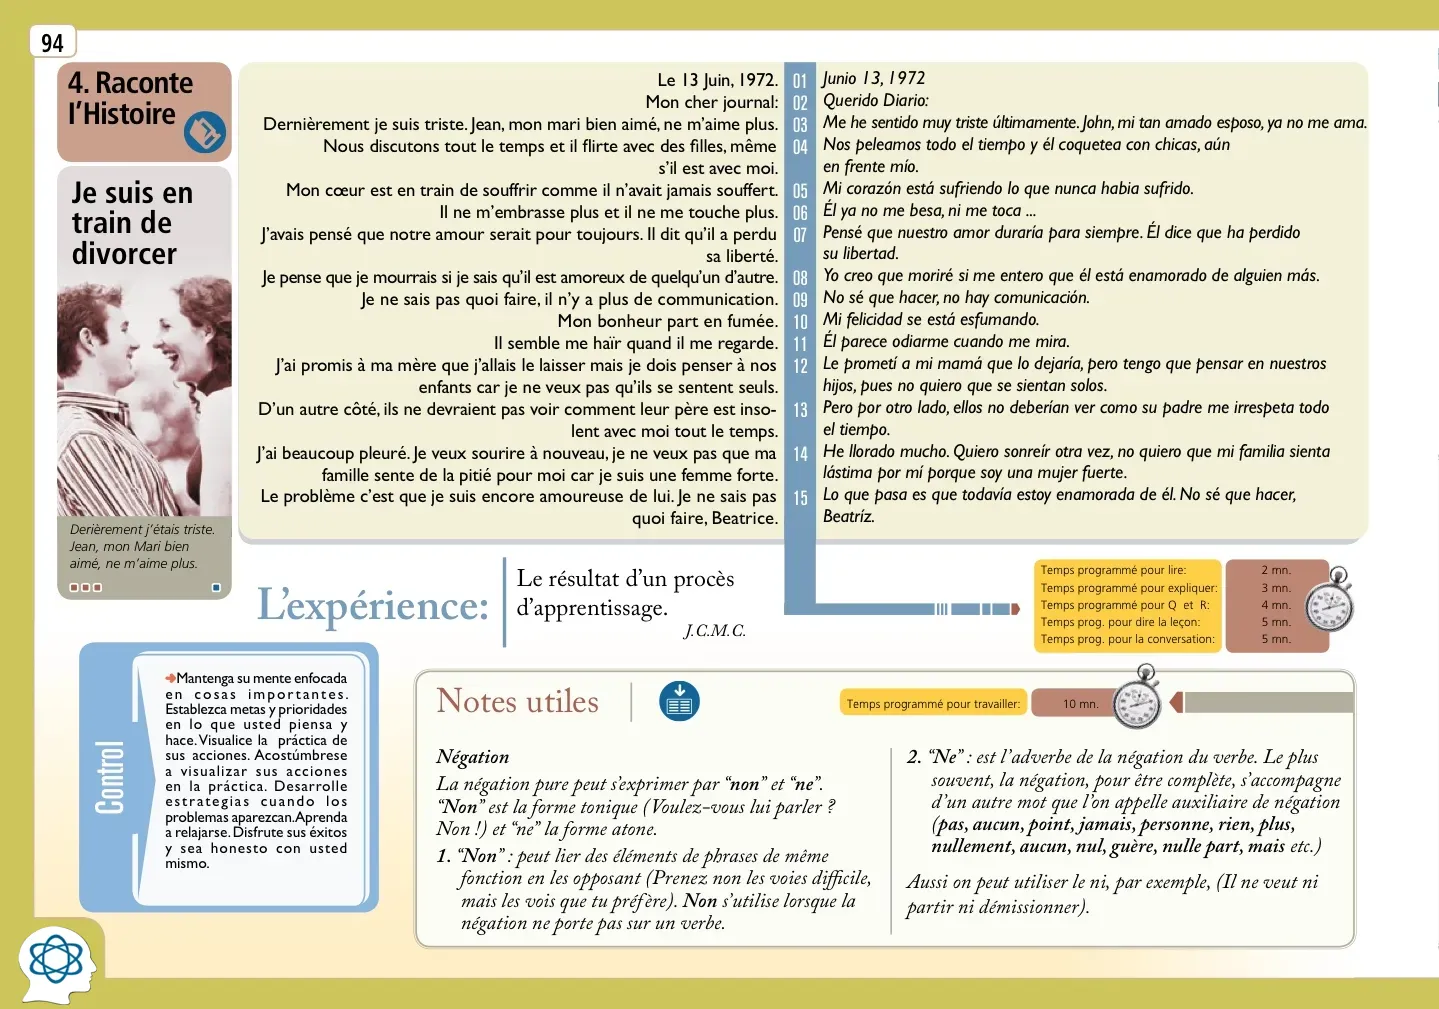 94
4. Raconte
l’Histoire
Je suis en
train de
divorcer
Derièrement j’étais triste.
Jean, mon Mari bien
aimé, ne m’aime plus.
Le 13 Juin, 1972.
Mon cher journal:
Dernièrement je suis triste. Jean, mon mari bien aimé, ne m’aime plus.
Nous discutons tout le temps et il flirte avec des filles, même
s’il est avec moi.
Mon cœur est en train de souffrir comme il n’avait jamais souffert.
Il ne m’embrasse plus et il ne me touche plus.
J’avais pensé que notre amour serait pour toujours. Il dit qu’il a perdu
sa liberté.
Je pense que je mourrais si je sais qu’il est amoreux de quelqu’un d’autre.
Je ne sais pas quoi faire, il n’y a plus de communication.
Mon bonheur part en fumée.
Il semble me haïr quand il me regarde.
J’ai promis à ma mère que j’allais le laisser mais je dois penser à nos
enfants car je ne veux pas qu’ils se sentent seuls.
D’un autre côté, ils ne devraient pas voir comment leur père est inso-
lent avec moi tout le temps.
J’ai beaucoup pleuré. Je veux sourire à nouveau, je ne veux pas que ma
famille sente de la pitié pour moi car je suis une femme forte.
Le problème c’est que je suis encore amoureuse de lui. Je ne sais pas
quoi faire, Beatrice.
01
02
03
04
05
06
07
08
09
10
11
12
13
14
15
Junio 13, 1972
Querido Diario:
Me he sentido muy triste últimamente. John, mi tan amado esposo, ya no me ama.
Nos peleamos todo el tiempo y él coquetea con chicas, aún
en frente mío.
Mi corazón está sufriendo lo que nunca habia sufrido.
Él ya no me besa, ni me toca ...
Pensé que nuestro amor duraría para siempre. Él dice que ha perdido
su libertad.
Yo creo que moriré si me entero que él está enamorado de alguien más.
No sé que hacer, no hay comunicación.
Mi felicidad se está esfumando.
Él parece odiarme cuando me mira.
Le prometí a mi mamá que lo dejaría, pero tengo que pensar en nuestros
hijos, pues no quiero que se sientan solos.
Pero por otro lado, ellos no deberían ver como su padre me irrespeta todo
el tiempo.
He llorado mucho. Quiero sonreír otra vez, no quiero que mi familia sienta
lástima por mí porque soy una mujer fuerte.
Lo que pasa es que todavía estoy enamorada de él. No sé que hacer,
Beatríz.
L’expérience:
Le résultat d’un procès
d’apprentissage.
J.C.M.C.
Temps programmé pour lire: 2 mn.
Temps programmé pour expliquer: 3 mn.
Temps programmé pour Q et R: 4 mn.
Temps prog. pour dire la leçon: 5 mn.
Temps prog. pour la conversation: 5 mn.
Control
Mantenga su mente enfocada
en cosas importantes.
Establezca metas y prioridades
en lo que usted piensa y
hace. Visualice la práctica de
sus acciones. Acostúmbrese
a visualizar sus acciones
en la práctica. Desarrolle
estrategias cuando los
problemas aparezcan. Aprenda
a relajarse. Disfrute sus éxitos
y sea honesto con usted
mismo.
Notes utiles
Temps programmé pour travailler: 10 mn.
Négation
La négation pure peut s’exprimer par “non” et “ne”.
“Non” est la forme tonique (Voulez-vous lui parler ?
Non !) et “ne” la forme atone.
1. “Non” : peut lier des éléments de phrases de même
fonction en les opposant (Prenez non les voies difficile,
mais les vois que tu préfère). Non s’utilise lorsque la
négation ne porte pas sur un verbe.
2. “Ne” : est l’adverbe de la négation du verbe. Le plus
souvent, la négation, pour être complète, s’accompagne
d’un autre mot que l’on appelle auxiliaire de négation
(pas, aucun, point, jamais, personne, rien, plus,
nullement, aucun, nul, guère, nulle part, mais etc.)
Aussi on peut utiliser le ni, par exemple, (Il ne veut ni
partir ni démissionner).